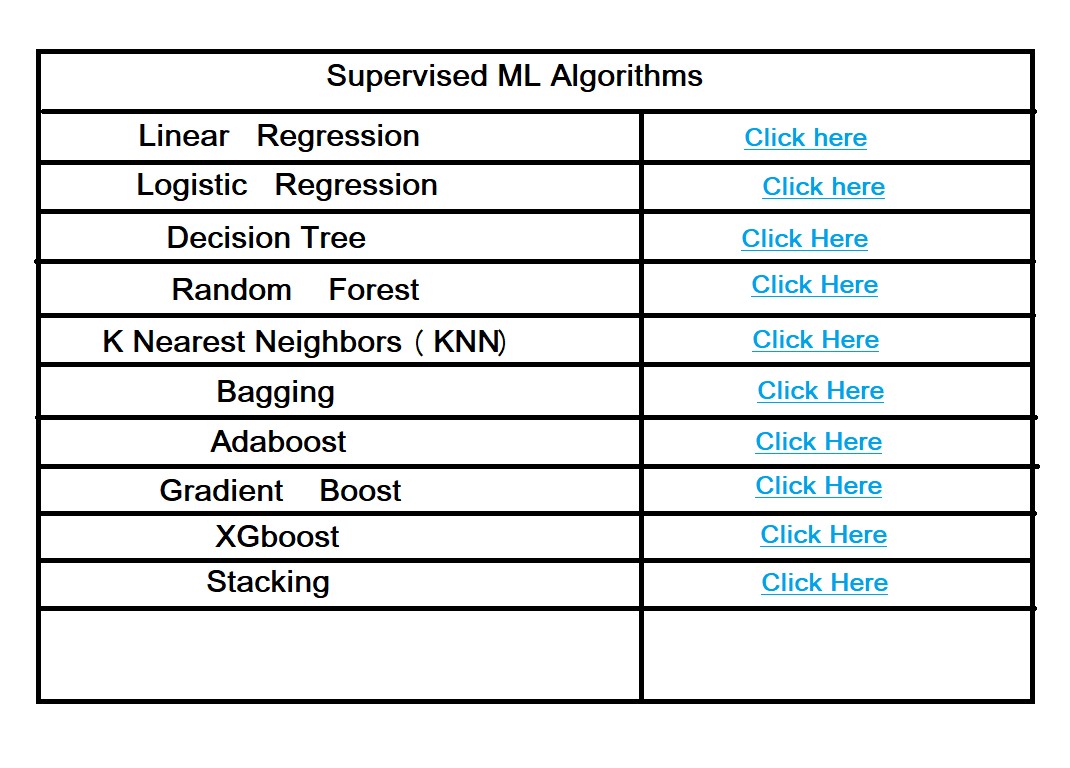 Supervised ML Algorithms
Linear Regression Click here
Logistic Regression Click here
Decision Tree Click Here
Random Forest Click Here
K Nearest Neighbors ( KNN) Click Here
Bagging Click Here
Adaboost Click Here
Gradient Boost Click Here
XGboost Click Here
Stacking Click Here